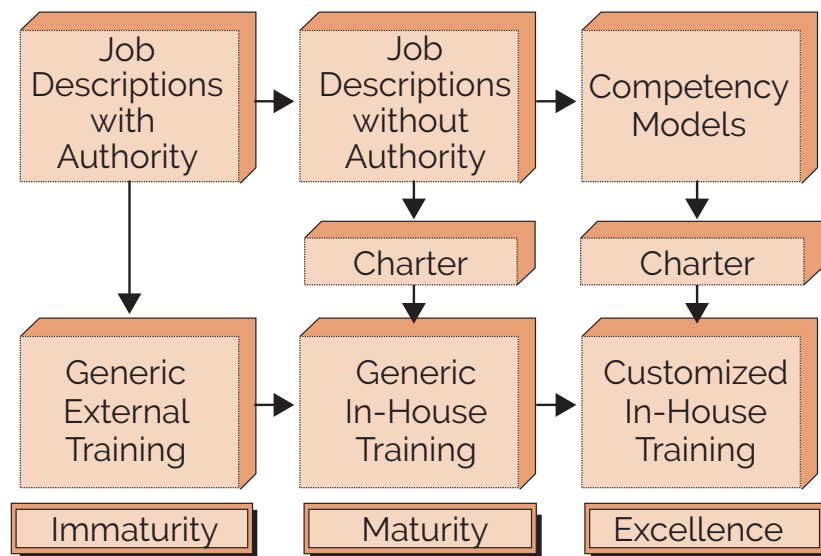 Job
Descriptions
with
Authority
Job
Descriptions
without
Authority
Competency
Models
Charter
Charter
Generic
External
Training
Generic
In-House
Training
Customized
In-House
Training
Immaturity
Maturity
Excellence